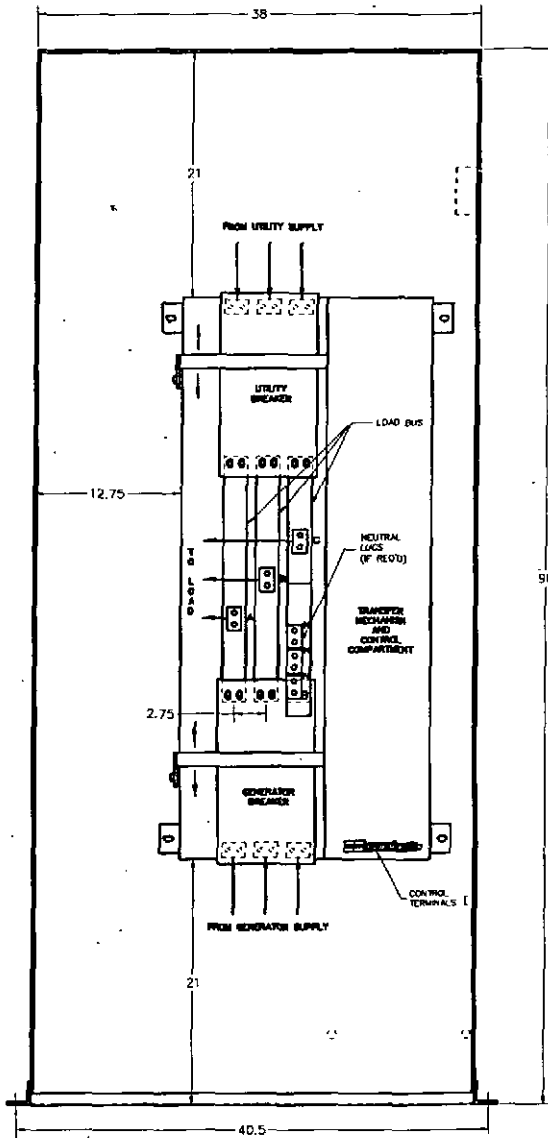 38
21
FROM UTILITY SUPPLY
UTILITY
BREAKER
LOAD BUS
12.75
NEUTRAL
LUGS
(IF REQ'D)
C
TO LOAD
A
TRANSFER
MECHANISM
AND
CONTROL
COMPARTMENT
2.75
GENERATOR
BREAKER
CONTROL
TERMINALS
FROM GENERATOR SUPPLY
21
40.5